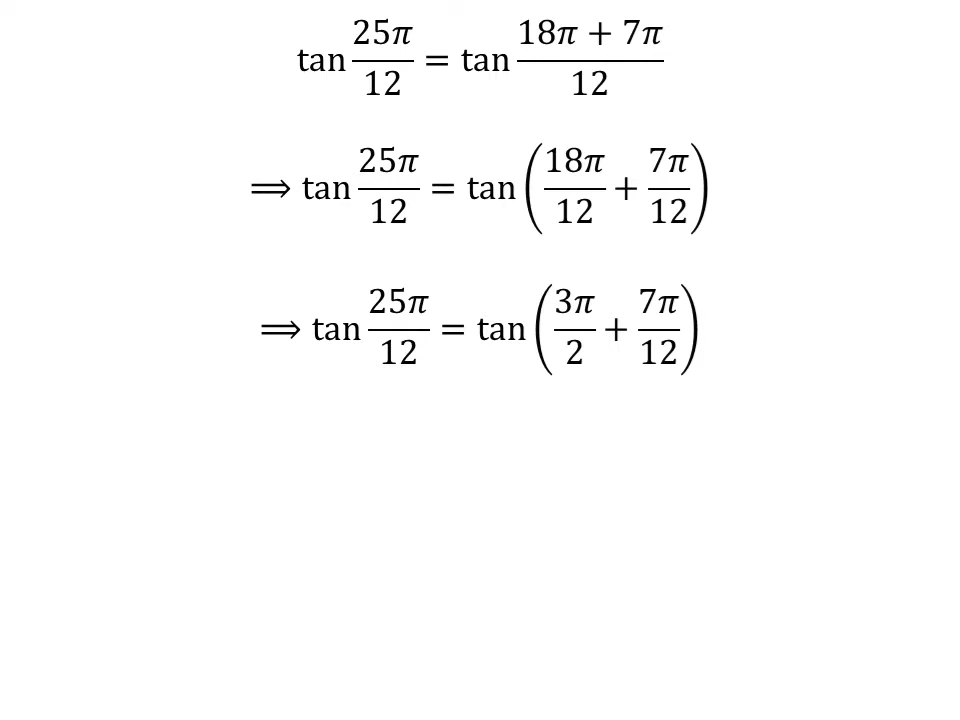 tan 25π/12 = tan (18π + 7π)/12
⟹ tan 25π/12 = tan (18π/12 + 7π/12)
⟹ tan 25π/12 = tan (3π/2 + 7π/12)